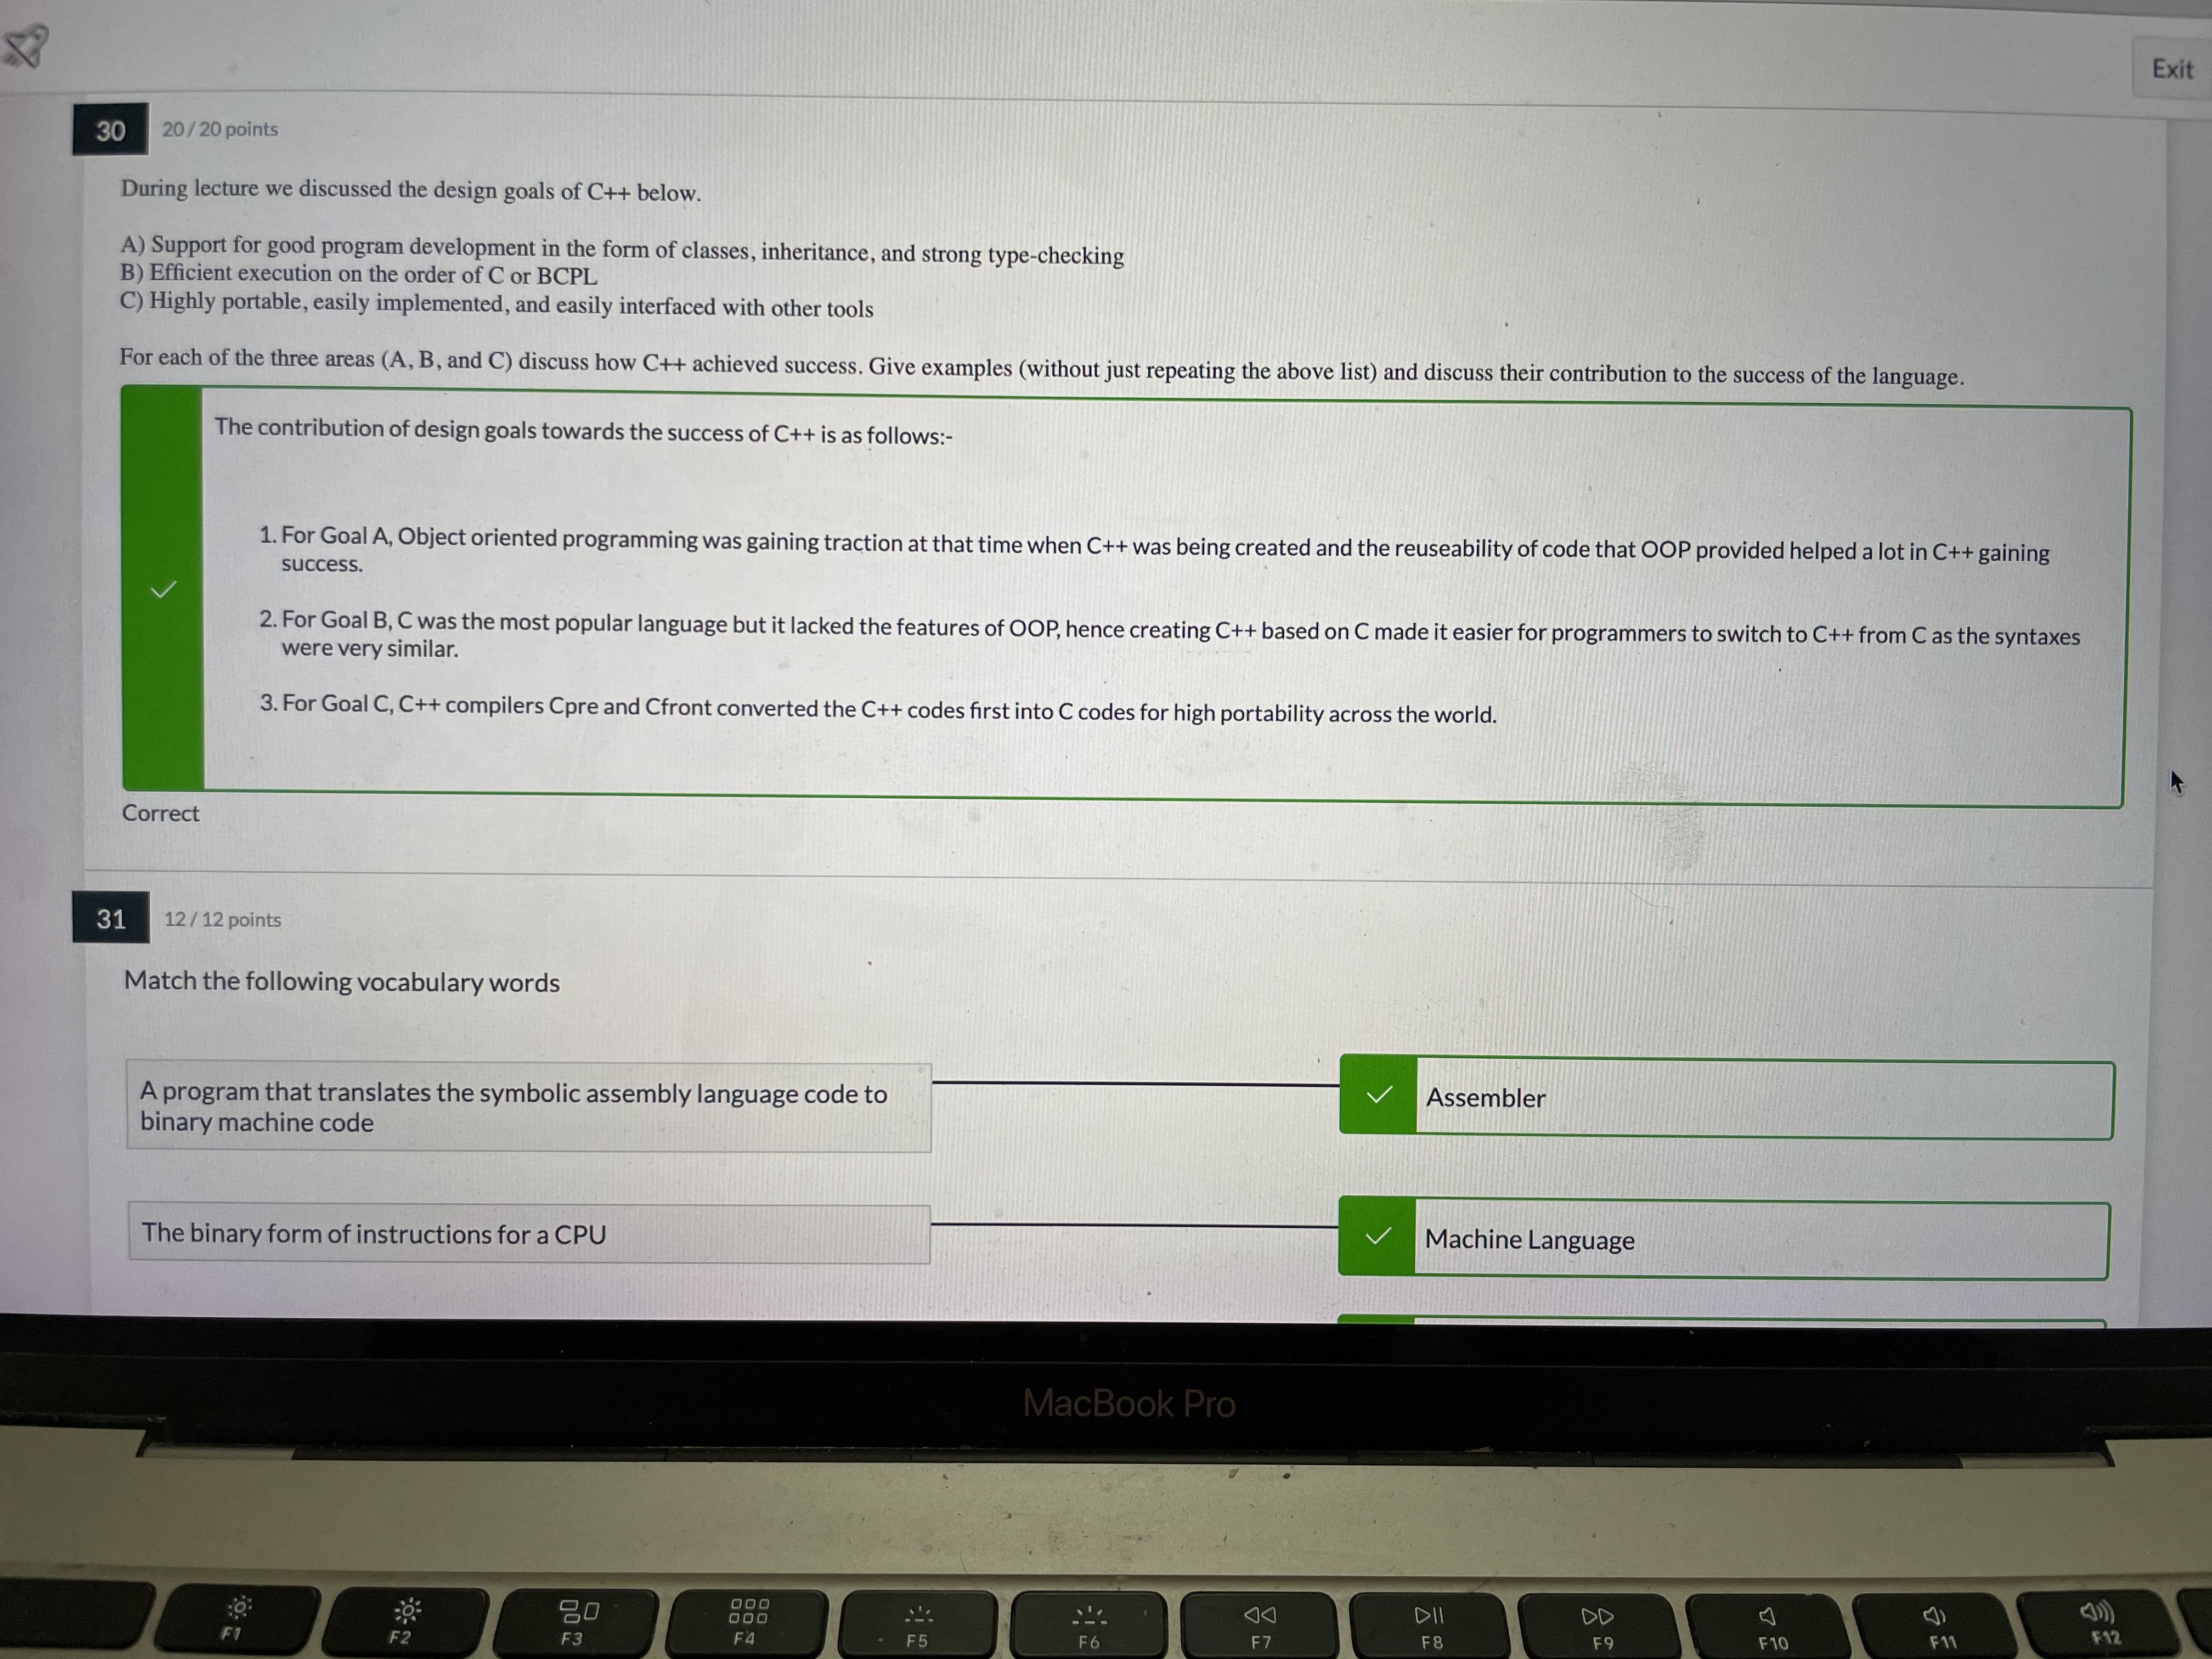 Exit
30
20 / 20 points
During lecture we discussed the design goals of C++ below.
A) Support for good program development in the form of classes, inheritance, and strong type-checking
B) Efficient execution on the order of C or BCPL
C) Highly portable, easily implemented, and easily interfaced with other tools
For each of the three areas (A, B, and C) discuss how C++ achieved success. Give examples (without just repeating the above list) and discuss their contribution to the success of the language.
The contribution of design goals towards the success of C++ is as follows:-
1. For Goal A, Object oriented programming was gaining traction at that time when C++ was being created and the reuseability of code that OOP provided helped a lot in C++ gaining
success.
2. For Goal B, C was the most popular language but it lacked the features of OOP, hence creating C++ based on C made it easier for programmers to switch to C++ from C as the syntaxes
were very similar.
3. For Goal C, C++ compilers Cpre and Cfront converted the C++ codes first into C codes for high portability across the world.
Correct
31
12 / 12 points
Match the following vocabulary words
A program that translates the symbolic assembly language code to
binary machine code
Assembler
The binary form of instructions for a CPU
Machine Language
MacBook Pro
F1
F2
F3
F4
F5
F6
F7
F8
F9
F10
F11
F12